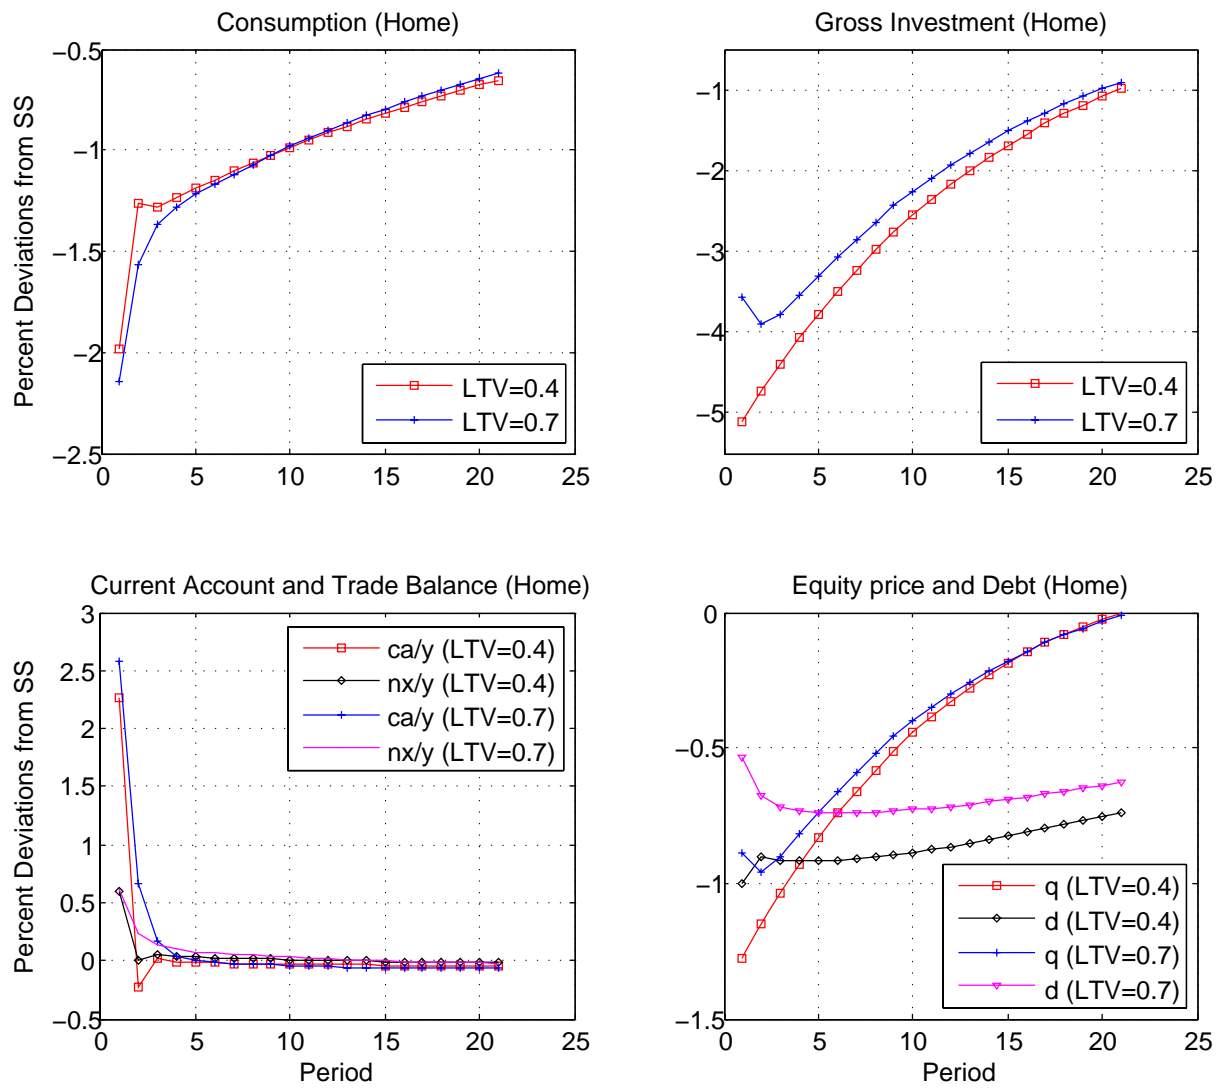 Consumption (Home)
−0.5
−1
−1.5
−2
−2.5
0
5
10
15
20
25
Percent Deviations from SS
LTV=0.4
LTV=0.7
Gross Investment (Home)
−1
−2
−3
−4
−5
0
5
10
15
20
25
LTV=0.4
LTV=0.7
Current Account and Trade Balance (Home)
3
2.5
2
1.5
1
0.5
0
−0.5
0
5
10
15
20
25
Percent Deviations from SS
Period
ca/y (LTV=0.4)
nx/y (LTV=0.4)
ca/y (LTV=0.7)
nx/y (LTV=0.7)
Equity price and Debt (Home)
0
−0.5
−1
−1.5
0
5
10
15
20
25
Period
q (LTV=0.4)
d (LTV=0.4)
q (LTV=0.7)
d (LTV=0.7)